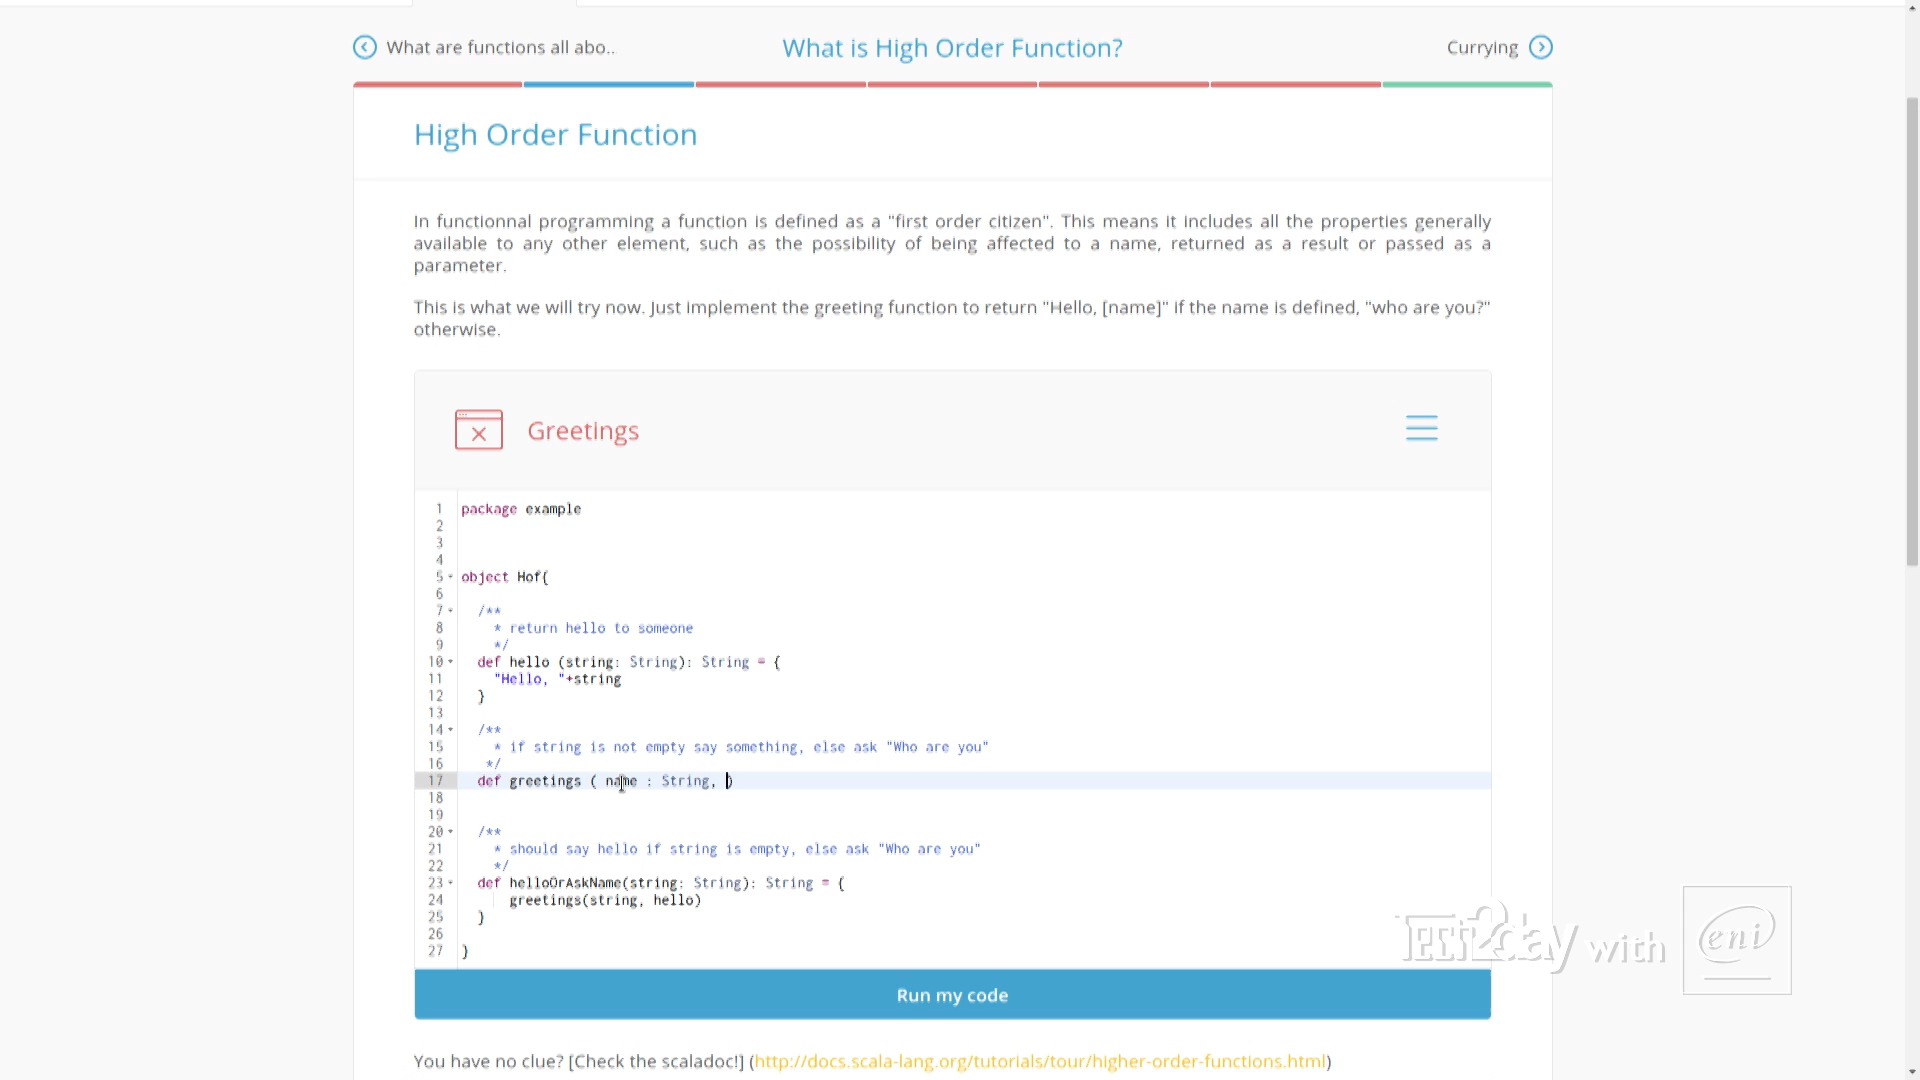 What are functions all abo..
What is High Order Function?
Currying
High Order Function
In functionnal programming a function is defined as a "first order citizen". This means it includes all the properties generally
available to any other element, such as the possibility of being affected to a name, returned as a result or passed as a
parameter.
This is what we will try now. Just implement the greeting function to return "Hello, [name]" if the name is defined, "who are you?"
otherwise.
Greetings
1 package example
2
3
4
5 object Hof{
6
7 /**
8 * return hello to someone
9 */
10 def hello (string: String): String = {
11 "Hello, "+string
12 }
13
14 /**
15 * if string is not empty say something, else ask "Who are you"
16 */
17 def greetings ( name : String, )
18
19
20 /**
21 * should say hello if string is empty, else ask "Who are you"
22 */
23 def helloOrAskName(string: String): String = {
24 greetings(string, hello)
25 }
26
27 }
Tech2day with eni
Run my code
You have no clue? [Check the scaladoc!] (http://docs.scala-lang.org/tutorials/tour/higher-order-functions.html)